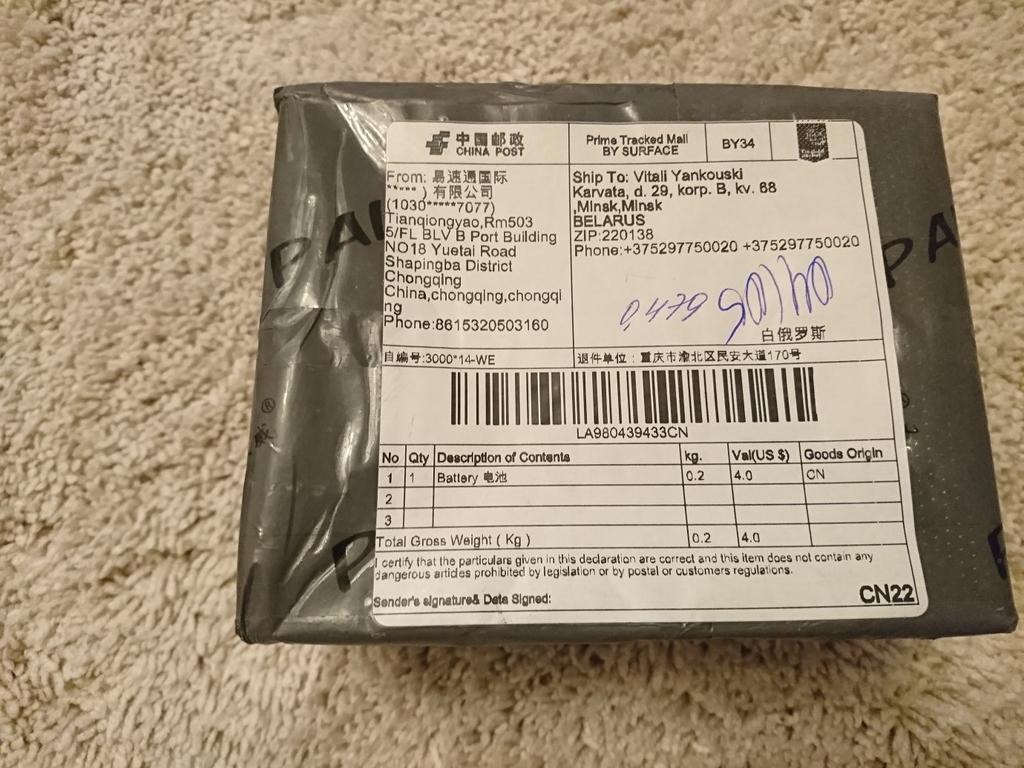 中国邮政
CHINA POST
Prime Tracked Mail
BY SURFACE
BY34
From: 易速通国际
***** ) 有限公司
(1030*****7077)
Tianqiongyao,Rm503
5/FL BLV B Port Building
NO18 Yuetai Road
Shapingba District
Chongqing
China,chongqing,chongqi
ng
Phone:8615320503160
Ship To: Vitali Yankouski
Karvata, d. 29, korp. B, kv. 68
,Minsk,Minsk
BELARUS
ZIP:220138
Phone:+375297750020 +375297750020
0,479
白俄罗斯
自编号:3000*14-WE
退件单位：重庆市渝北区民安大道170号
LA980439433CN
No Qty Description of Contents kg. Val(US $) Goods Origin
1 1 Battery 电池 0.2 4.0 CN
2
3
Total Gross Weight ( Kg ) 0.2 4.0
I certify that the particulars given in this declaration are correct and this item does not contain any
dangerous articles prohibited by legislation or by postal or customers regulations.
Sender's signature& Data Signed:
CN22